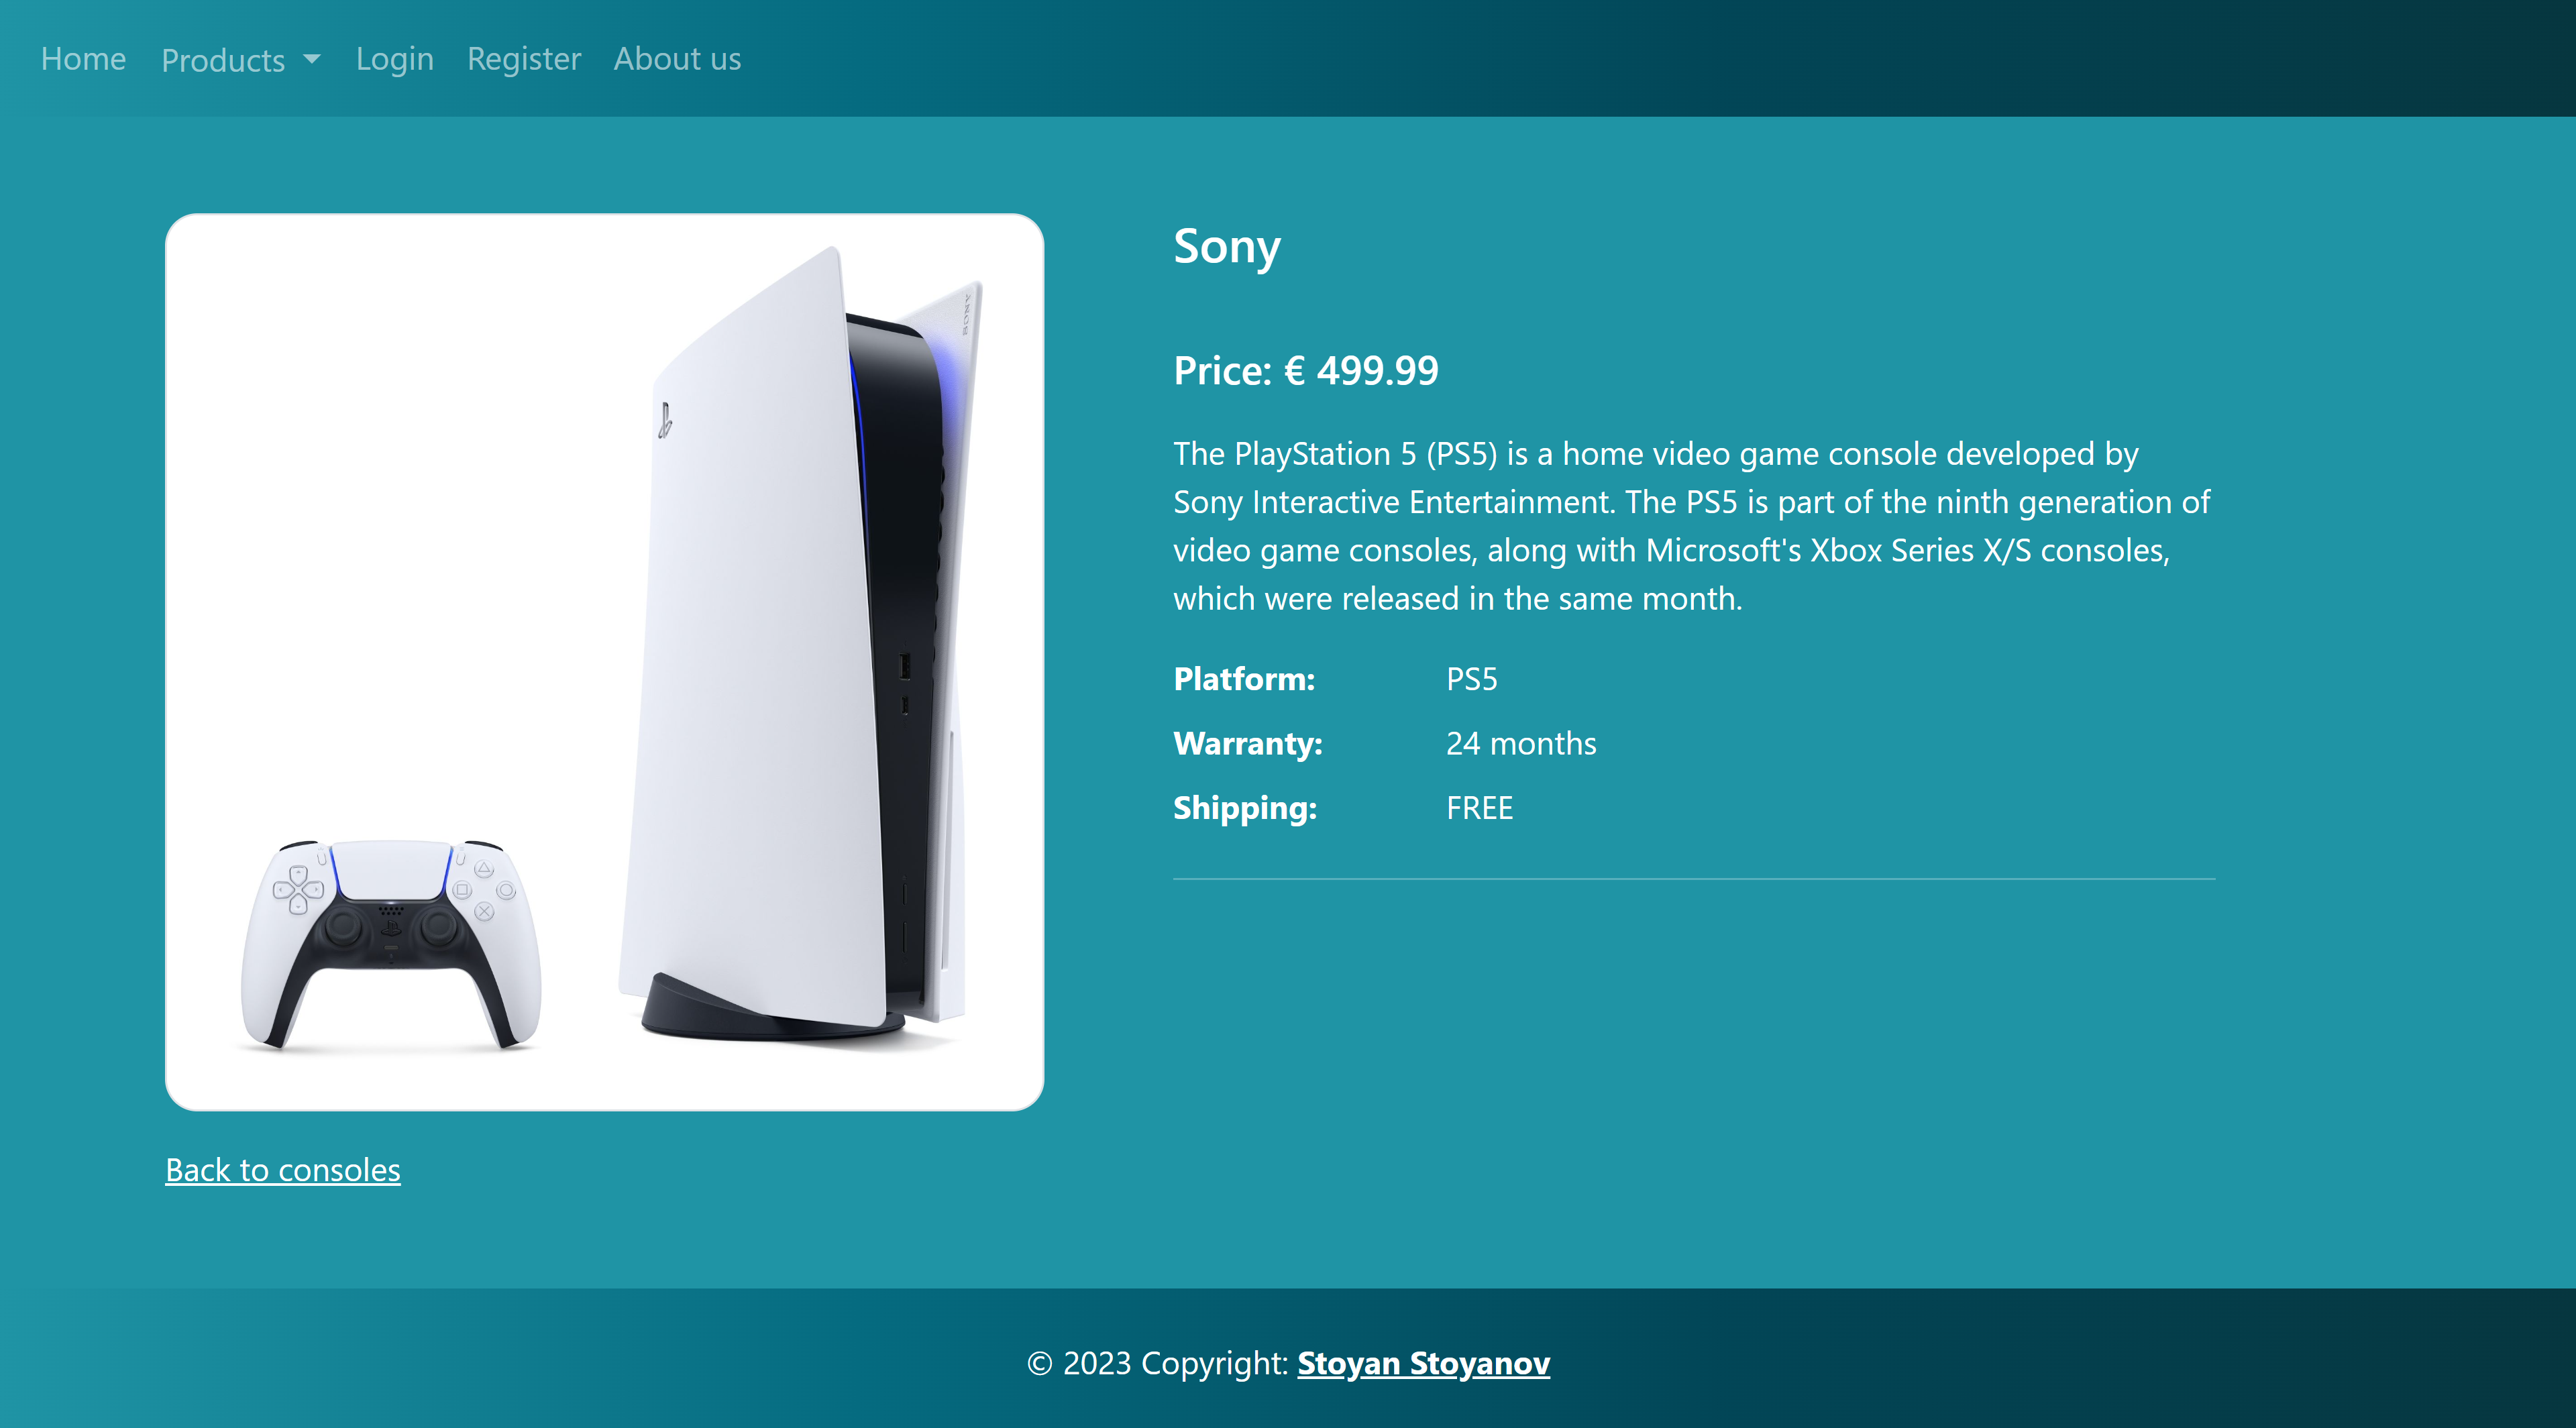 Home Products Login Register About us
SONY
Sony
Price: € 499.99
The PlayStation 5 (PS5) is a home video game console developed by
Sony Interactive Entertainment. The PS5 is part of the ninth generation of
video game consoles, along with Microsoft's Xbox Series X/S consoles,
which were released in the same month.
Platform: PS5
Warranty: 24 months
Shipping: FREE
Back to consoles
© 2023 Copyright: Stoyan Stoyanov